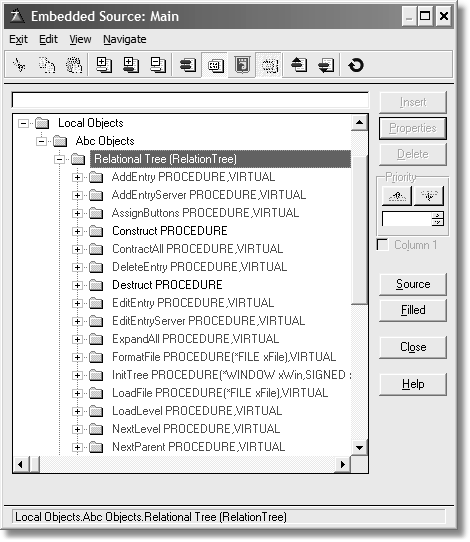 Embedded Source: Main
Exit Edit View Navigate
Insert
Properties
Delete
Priority
Column 1
Source
Filled
Close
Help
Local Objects
Abc Objects
Relational Tree (RelationTree)
AddEntry PROCEDURE,VIRTUAL
AddEntryServer PROCEDURE,VIRTUAL
AssignButtons PROCEDURE,VIRTUAL
Construct PROCEDURE
ContractAll PROCEDURE,VIRTUAL
DeleteEntry PROCEDURE,VIRTUAL
Destruct PROCEDURE
EditEntry PROCEDURE,VIRTUAL
EditEntryServer PROCEDURE,VIRTUAL
ExpandAll PROCEDURE,VIRTUAL
FormatFile PROCEDURE(*FILE xFile),VIRTUAL
InitTree PROCEDURE(*WINDOW xWin,SIGNED
LoadFile PROCEDURE(*FILE xFile),VIRTUAL
LoadLevel PROCEDURE,VIRTUAL
NextLevel PROCEDURE,VIRTUAL
NextParent PROCEDURE,VIRTUAL
Local Objects.Abc Objects.Relational Tree (RelationTree)